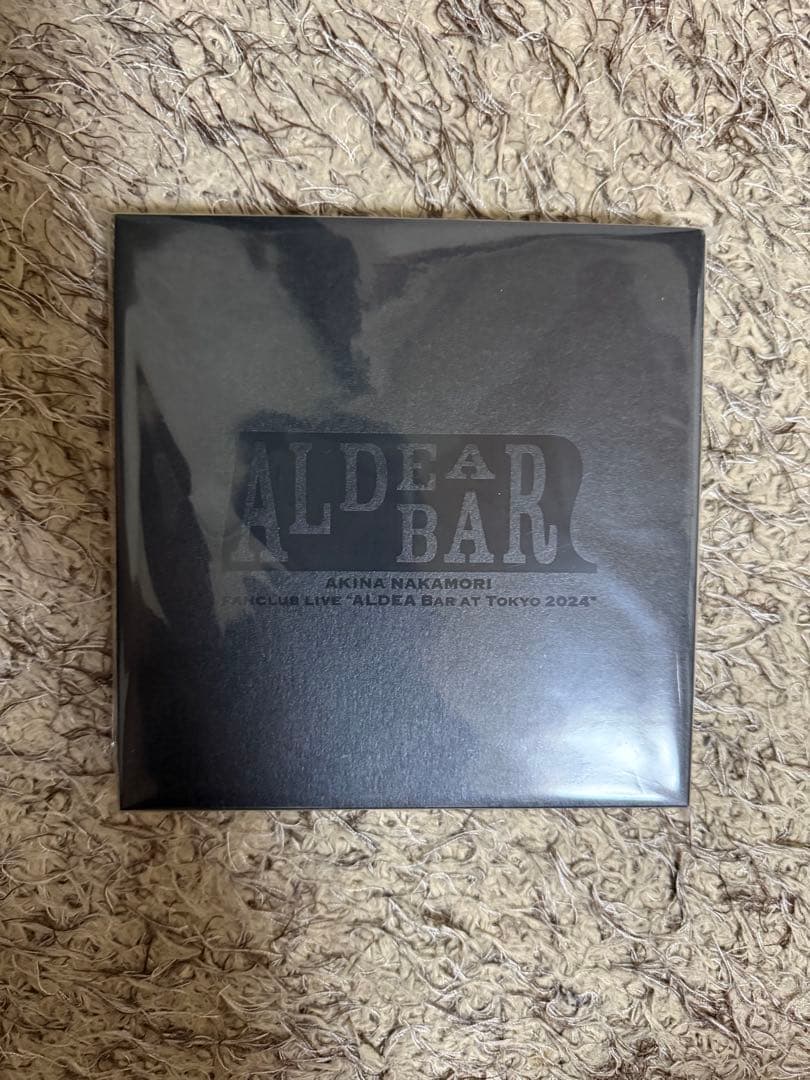 ALDEA
BAR
AKINA NAKAMORI
FANCLUB LIVE "ALDEA BAR AT TOKYO 2024"